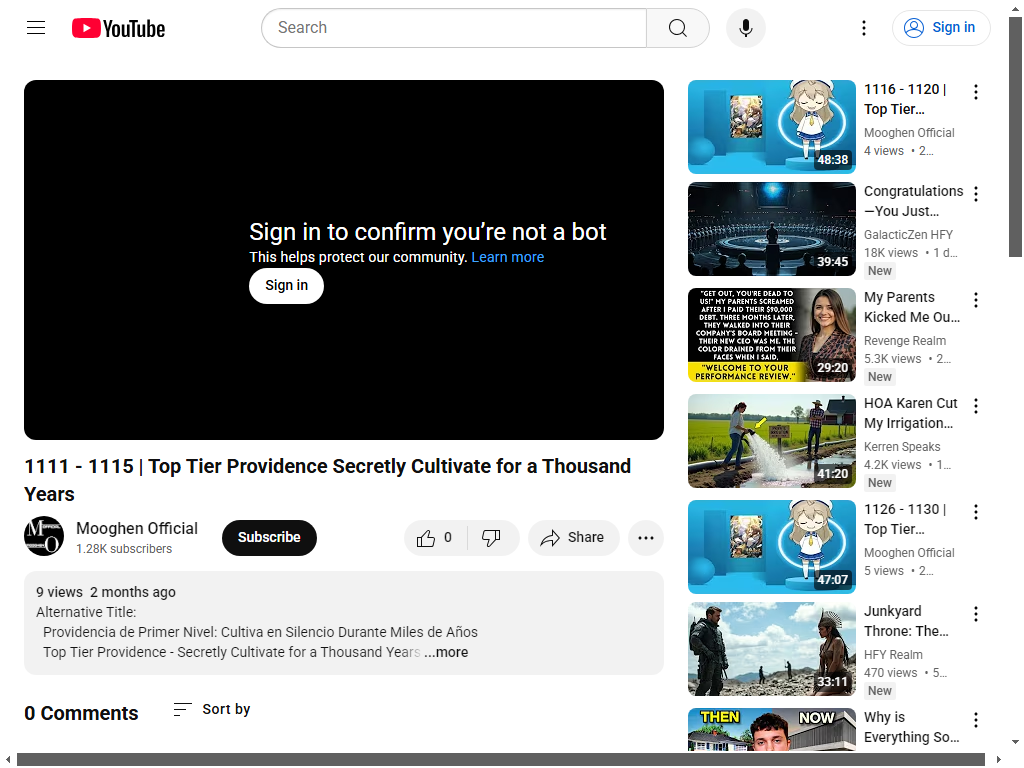 YouTube
Search
Sign in
Sign in to confirm you're not a bot
This helps protect our community. Learn more
Sign in
1111 - 1115 | Top Tier Providence Secretly Cultivate for a Thousand
Years
Mooghen Official
1.28K subscribers
Subscribe
0
Share
9 views 2 months ago
Alternative Title:
Providencia de Primer Nivel: Cultiva en Silencio Durante Miles de Años
Top Tier Providence - Secretly Cultivate for a Thousand Years ...more
0 Comments
Sort by
48:38
1116 - 1120 |
Top Tier...
Mooghen Official
4 views • 2...
39:45
Congratulations
—You Just...
GalacticZen HFY
18K views • 1 d...
New
"GET OUT, YOU'RE DEAD TO
US!" MY PARENTS SCREAMED
AFTER I PAID THEIR $90,000
DEBT. THREE MONTHS LATER,
THEY WALKED INTO THEIR
COMPANY'S BOARD MEETING -
THEIR NEW CEO WAS ME. THE
COLOR DRAINED FROM THEIR
FACES WHEN I SAID,
"WELCOME TO YOUR
PERFORMANCE REVIEW."
29:20
My Parents
Kicked Me Ou...
Revenge Realm
5.3K views • 2...
New
41:20
HOA Karen Cut
My Irrigation...
Kerren Speaks
4.2K views • 1...
New
47:07
1126 - 1130 |
Top Tier...
Mooghen Official
5 views • 2...
33:11
Junkyard
Throne: The...
HFY Realm
470 views • 5...
New
THEN
NOW
Why is
Everything So...